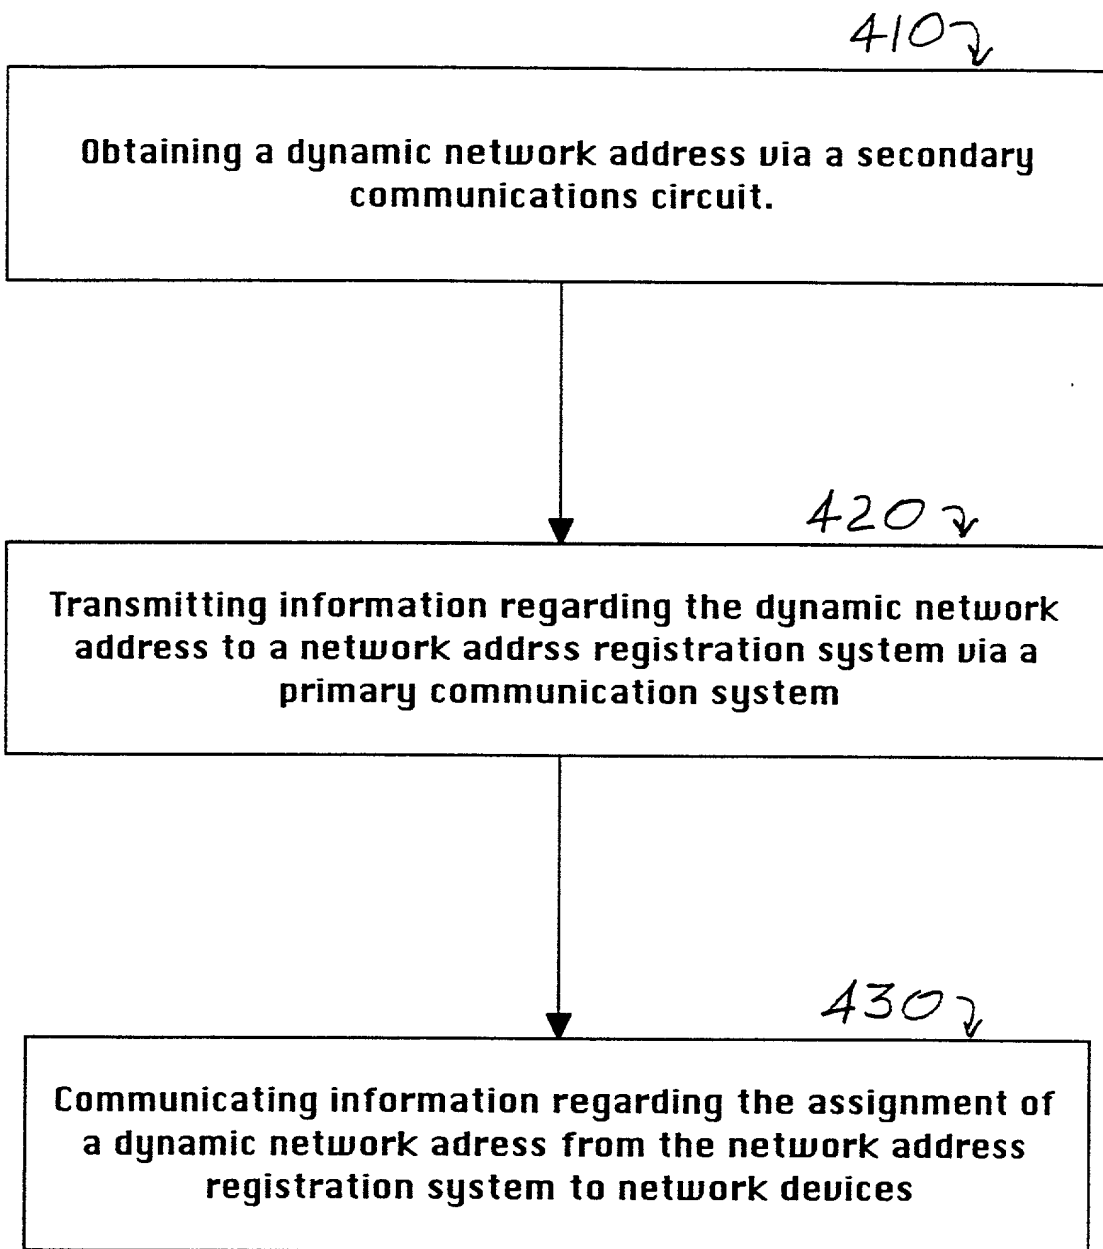 410
Obtaining a dynamic network address via a secondary
communications circuit.
420
Transmitting information regarding the dynamic network
address to a network addrss registration system via a
primary communication system
430
Communicating information regarding the assignment of
a dynamic network adress from the network address
registration system to network devices